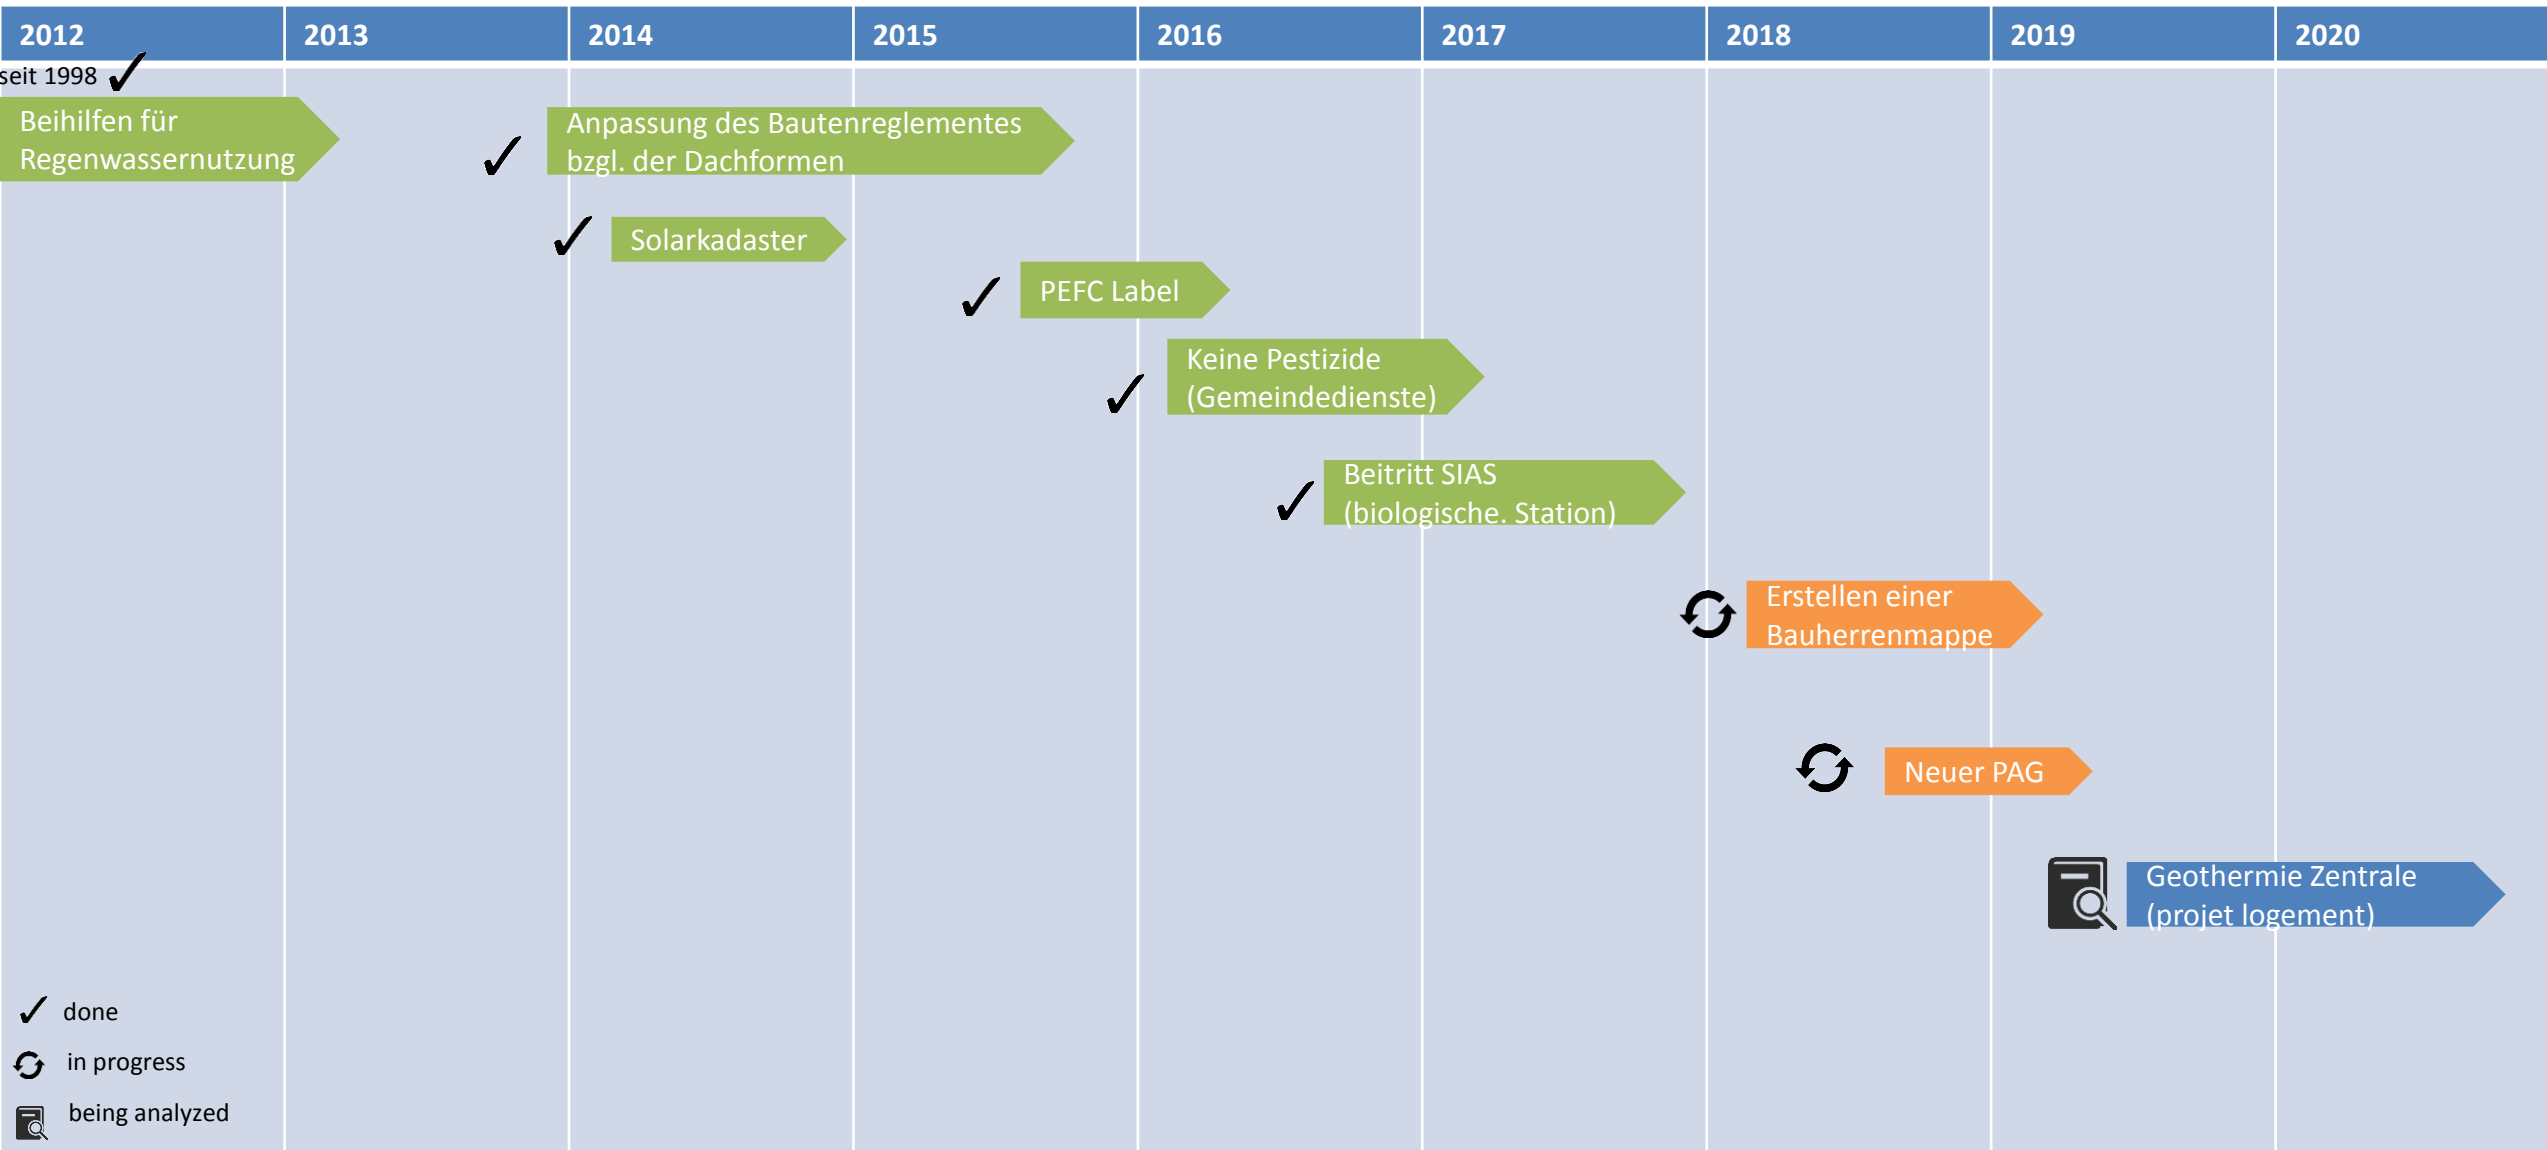 2012 2013 2014 2015 2016 2017 2018 2019 2020
seit 1998
Beihilfen für
Regenwassernutzung
Anpassung des Bautenreglementes
bzgl. der Dachformen
Solarkadaster
PEFC Label
Keine Pestizide
(Gemeindedienste)
Beitritt SIAS
(biologische. Station)
Erstellen einer
Bauherrenmappe
Neuer PAG
Geothermie Zentrale
(projet logement)
done
in progress
being analyzed